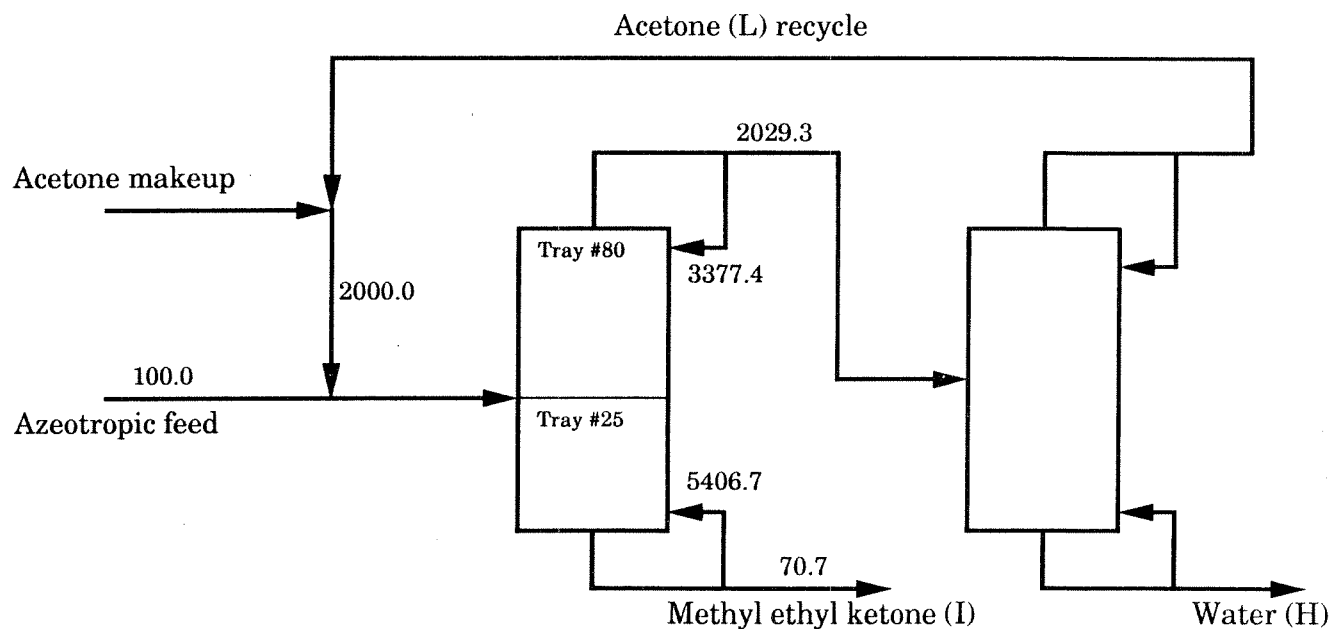 Acetone (L) recycle
2029.3
Acetone makeup
Tray #80
3377.4
2000.0
100.0
Azeotropic feed
Tray #25
5406.7
70.7
Methyl ethyl ketone (I)
Water (H)